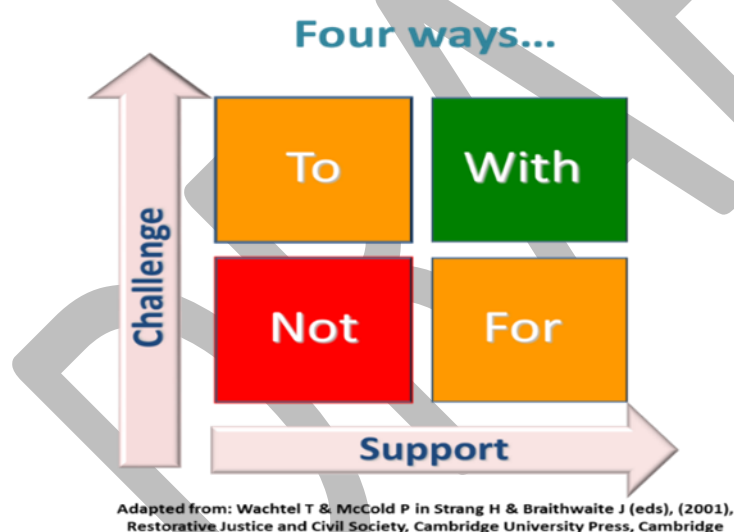 Four ways...
To
With
Challenge
Not
For
Support
Adapted from: Wachtel T & McCold P in Strang H & Braithwaite J (eds), (2001),
Restorative Justice and Civil Society, Cambridge University Press, Cambridge